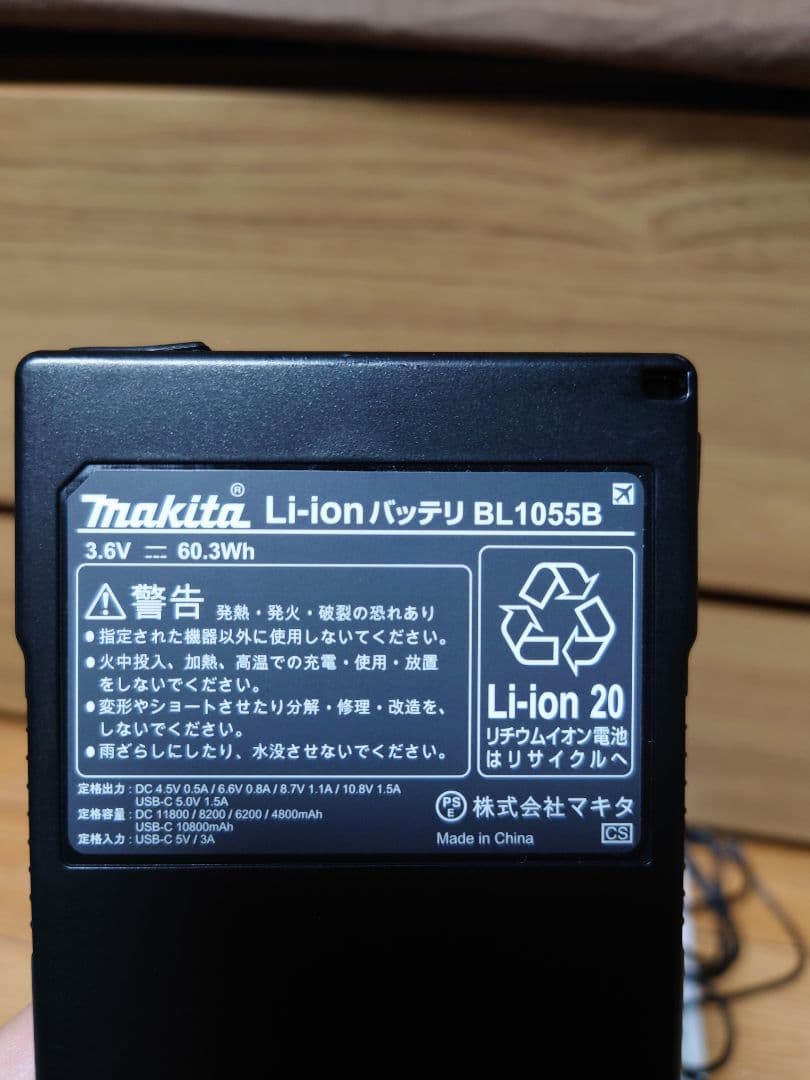 makita® Li-ionバッテリ BL1055B
3.6V ⎓ 60.3Wh
⚠警告 発熱・発火・破裂の恐れあり
●指定された機器以外に使用しないてください。
●火中投入、加熱、高温での充電・使用・放置
をしないでください。
●変形やショートさせたり分解・修理・改造を、
しないでください。
●雨ざらしにしたり、水没させないでください。
Li-ion 20
リチウムイオン電池
はリサイクルへ
定格出力：DC 4.5V 0.5A / 6.6V 0.8A / 8.7V 1.1A / 10.8V 1.5A
USB-C 5.0V 1.5A
定格容量：DC 11800 / 8200 / 6200 / 4800mAh
USB-C 10800mAh
定格入力：USB-C 5V / 3A
PSE 株式会社マキタ
Made in China CS